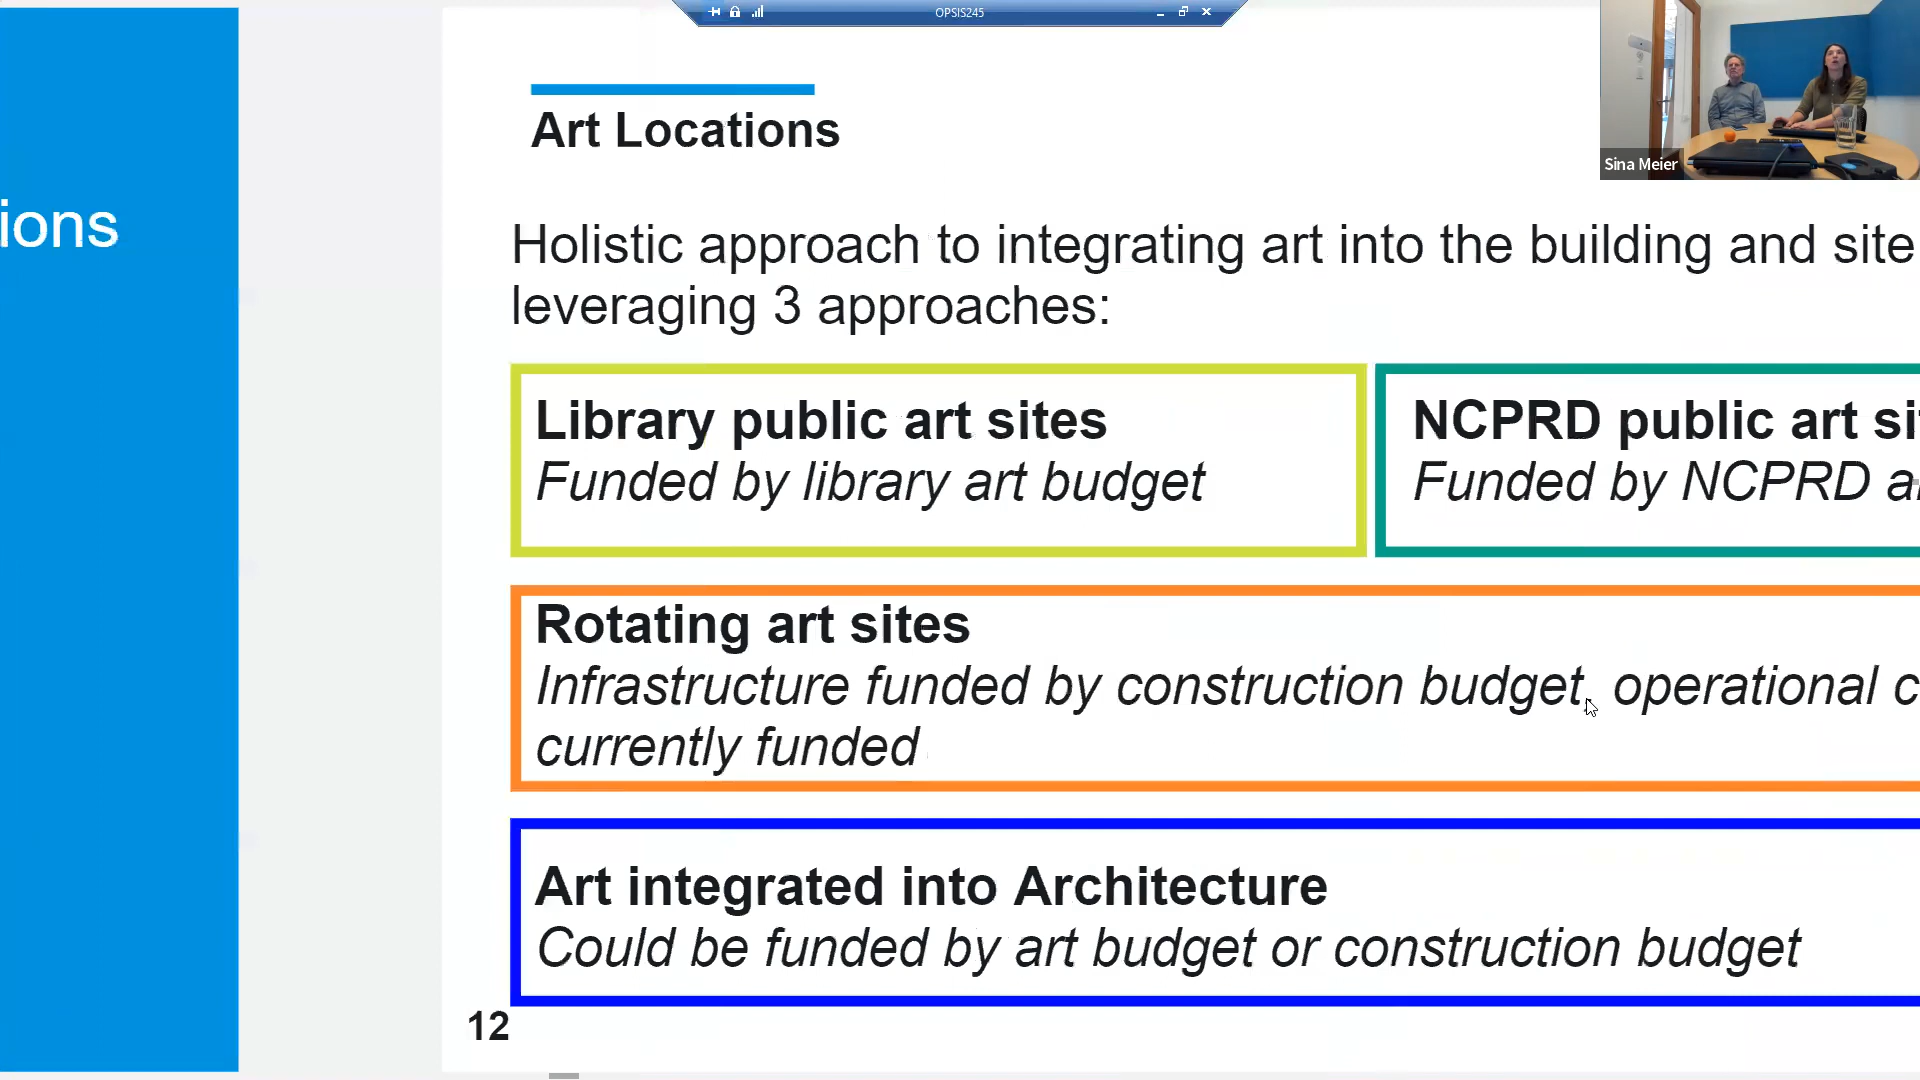 OPSIS245
ions
Art Locations
Sina Meier
Holistic approach to integrating art into the building and site
leveraging 3 approaches:
Library public art sites
Funded by library art budget
NCPRD public art
Funded by NCPRD
Rotating art sites
Infrastructure funded by construction budget, operational
currently funded
Art integrated into Architecture
Could be funded by art budget or construction budget
12